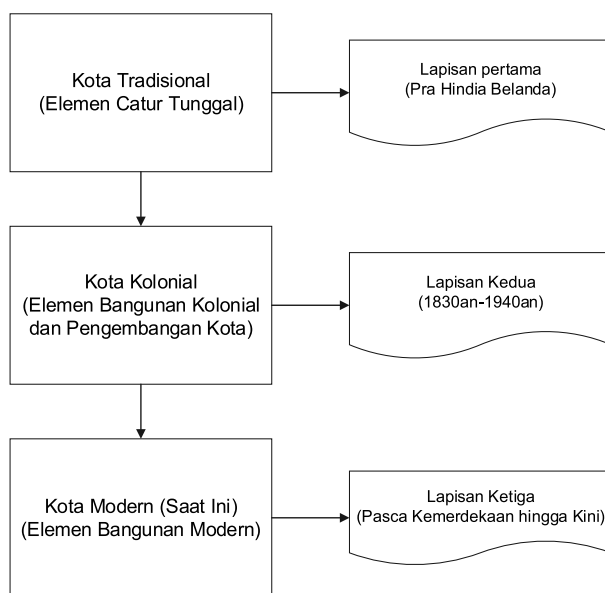 Kota Tradisional
(Elemen Catur Tunggal)
Lapisan pertama
(Pra Hindia Belanda)
Kota Kolonial
(Elemen Bangunan Kolonial
dan Pengembangan Kota)
Lapisan Kedua
(1830an-1940an)
Kota Modern (Saat Ini)
(Elemen Bangunan Modern)
Lapisan Ketiga
(Pasca Kemerdekaan hingga Kini)